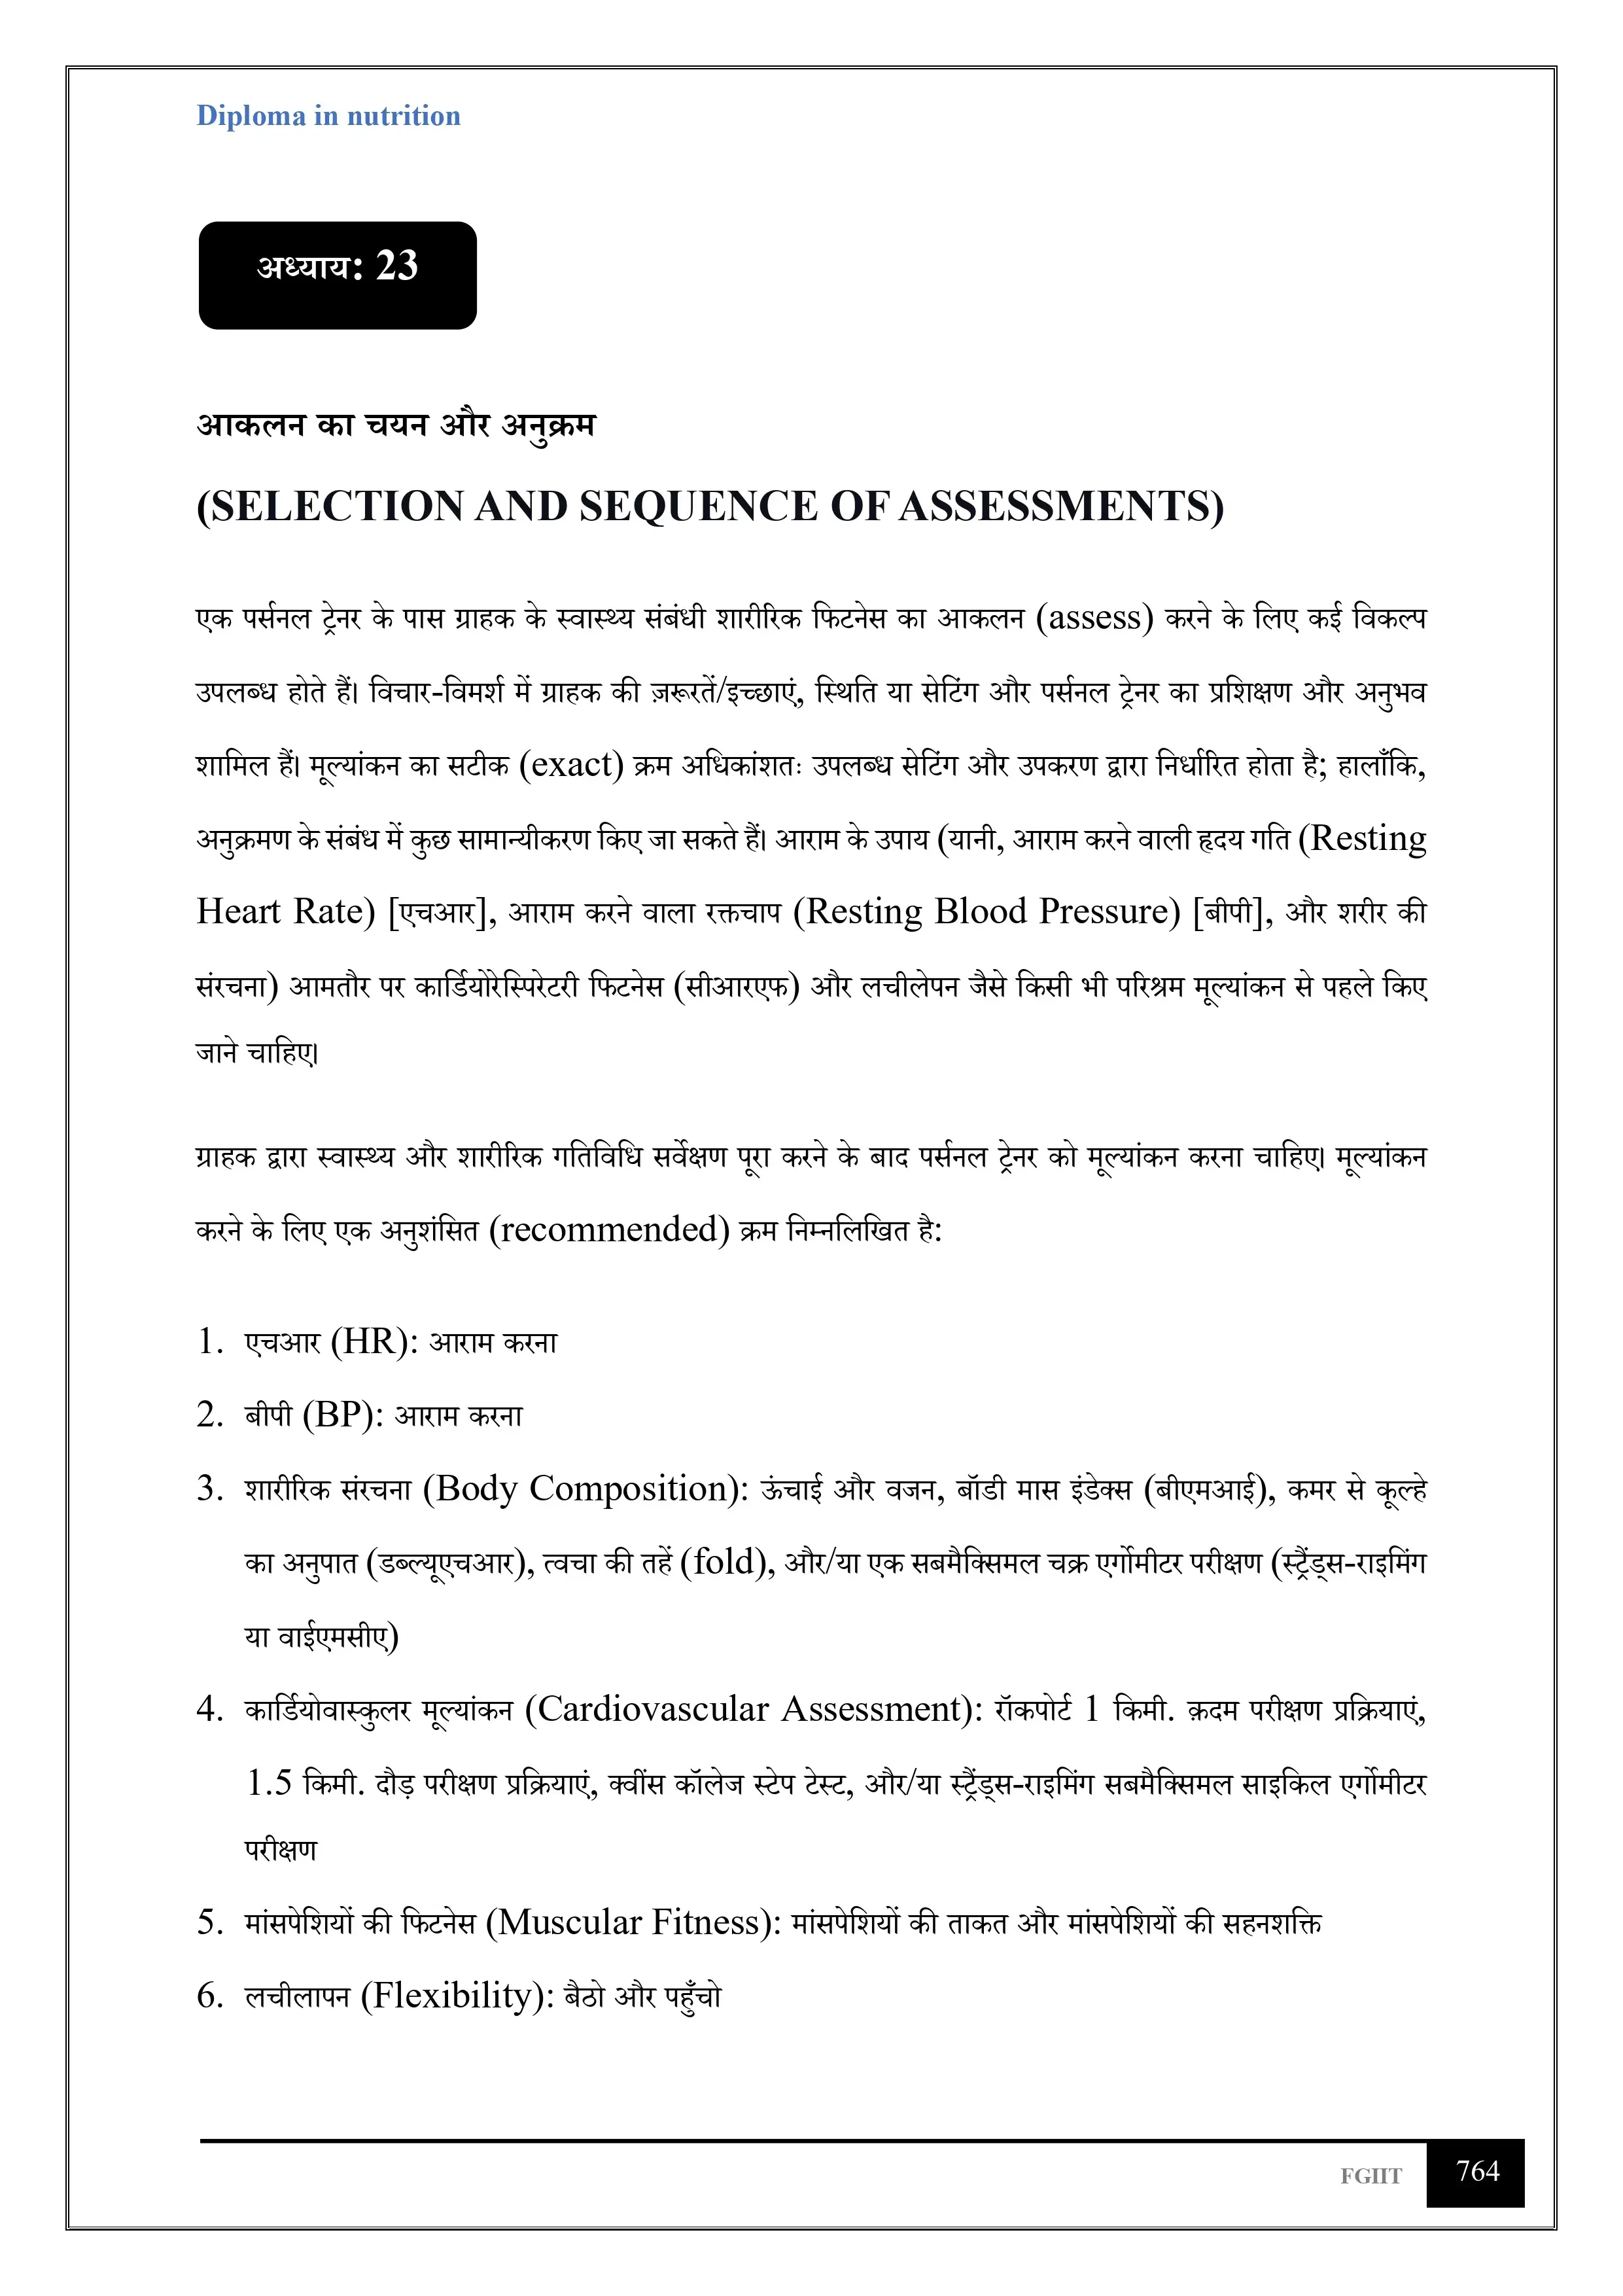 Diploma in nutrition
अध्याय: 23
आकलन का चयन और अनुक्रम
(SELECTION AND SEQUENCE OF ASSESSMENTS)
एक पर्सनल ट्रेनर के पास ग्राहक के स्वास्थ्य संबंधी शारीरिक फिटनेस का आकलन (assess) करने के लिए कई विकल्प
उपलब्ध होते हैं। विचार-विमर्श में ग्राहक की ज़रूरतें/इच्छाएं, स्थिति या सेटिंग और पर्सनल ट्रेनर का प्रशिक्षण और अनुभव
शामिल हैं। मूल्यांकन का सटीक (exact) क्रम अधिकांशतः उपलब्ध सेटिंग और उपकरण द्वारा निर्धारित होता है; हालाँकि,
अनुक्रमण के संबंध में कुछ सामान्यीकरण किए जा सकते हैं। आराम के उपाय (यानी, आराम करने वाली हृदय गति (Resting
Heart Rate) [एचआर], आराम करने वाला रक्तचाप (Resting Blood Pressure) [बीपी], और शरीर की
संरचना) आमतौर पर कार्डियोरेस्पिरेटरी फिटनेस (सीआरएफ) और लचीलेपन जैसे किसी भी परिश्रम मूल्यांकन से पहले किए
जाने चाहिए।
ग्राहक द्वारा स्वास्थ्य और शारीरिक गतिविधि सर्वेक्षण पूरा करने के बाद पर्सनल ट्रेनर को मूल्यांकन करना चाहिए। मूल्यांकन
करने के लिए एक अनुशंसित (recommended) क्रम निम्नलिखित है:
1. एचआर (HR): आराम करना
2. बीपी (BP): आराम करना
3. शारीरिक संरचना (Body Composition): ऊंचाई और वजन, बॉडी मास इंडेक्स (बीएमआई), कमर से कूल्हे
का अनुपात (डब्ल्यूएचआर), त्वचा की तहें (fold), और/या एक सबमैक्सिमल चक्र एर्गोमीटर परीक्षण (स्ट्रैंड्स-राइमिंग
या वाईएमसीए)
4. कार्डियोवास्कुलर मूल्यांकन (Cardiovascular Assessment): रॉकपोर्ट 1 किमी. क़दम परीक्षण प्रक्रियाएं,
1.5 किमी. दौड़ परीक्षण प्रक्रियाएं, क्वींस कॉलेज स्टेप टेस्ट, और/या स्ट्रैंड्स-राइमिंग सबमैक्सिमल साइकिल एर्गोमीटर
परीक्षण
5. मांसपेशियों की फिटनेस (Muscular Fitness): मांसपेशियों की ताकत और मांसपेशियों की सहनशक्ति
6. लचीलापन (Flexibility): बैठो और पहुँचो
FGIIT 764